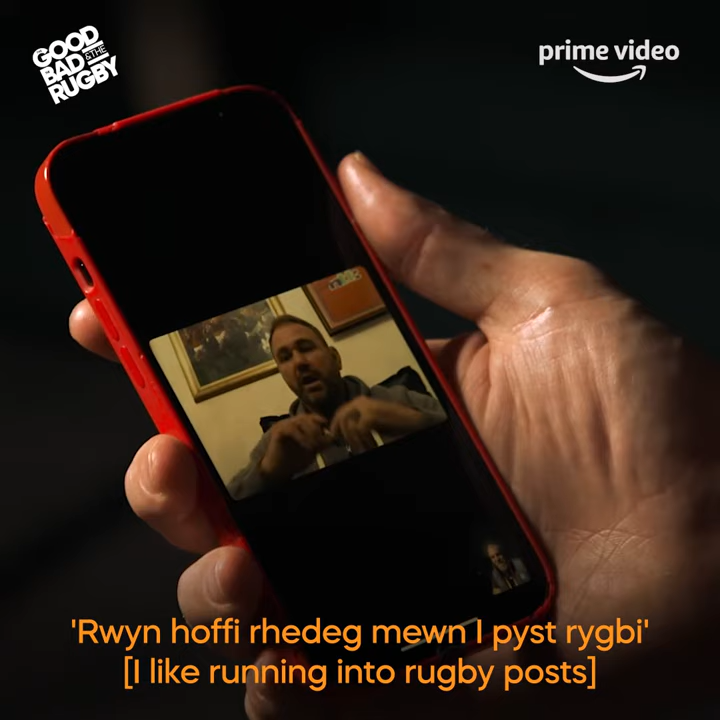 GOOD
BAD &THE
RUGBY
prime video
'Rwyn hoffi rhedeg mewn I pyst rygbi'
[I like running into rugby posts]